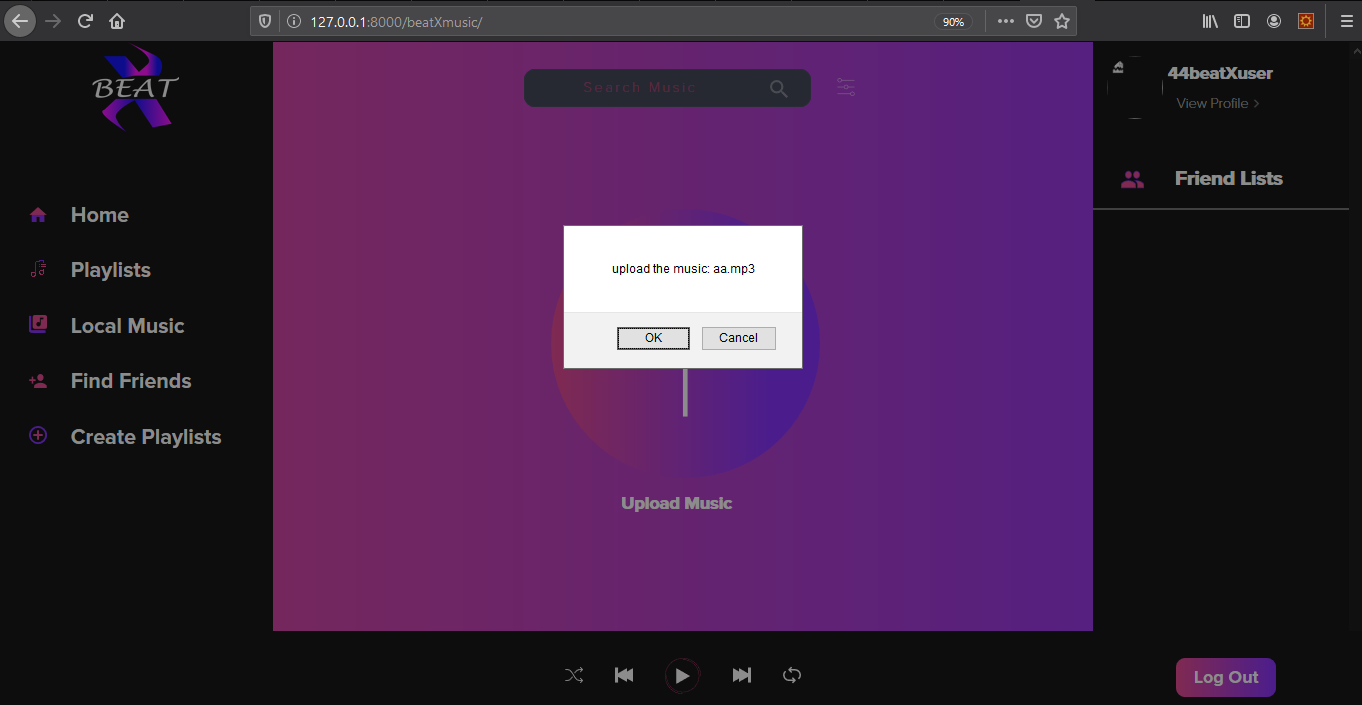 127.0.0.1:8000/beatXmusic/
90%
BEAT
X
Home
Playlists
Local Music
Find Friends
Create Playlists
Search Music
upload the music: aa.mp3
OK
Cancel
Upload Music
44beatXuser
View Profile >
Friend Lists
Log Out